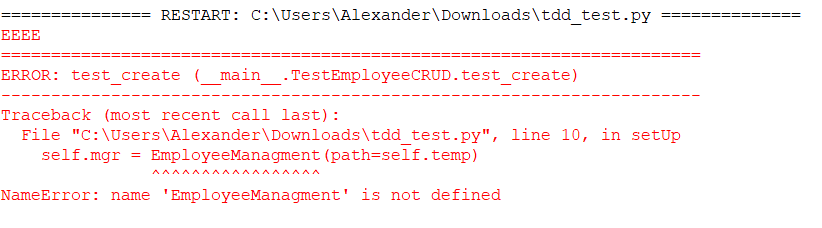 =============== RESTART: C:\Users\Alexander\Downloads\tdd_test.py ==============
EEEE
======================================================================
ERROR: test_create (__main__.TestEmployeeCRUD.test_create)
----------------------------------------------------------------------
Traceback (most recent call last):
  File "C:\Users\Alexander\Downloads\tdd_test.py", line 10, in setUp
    self.mgr = EmployeeManagment(path=self.temp)
               ^^^^^^^^^^^^^^^^^
NameError: name 'EmployeeManagment' is not defined